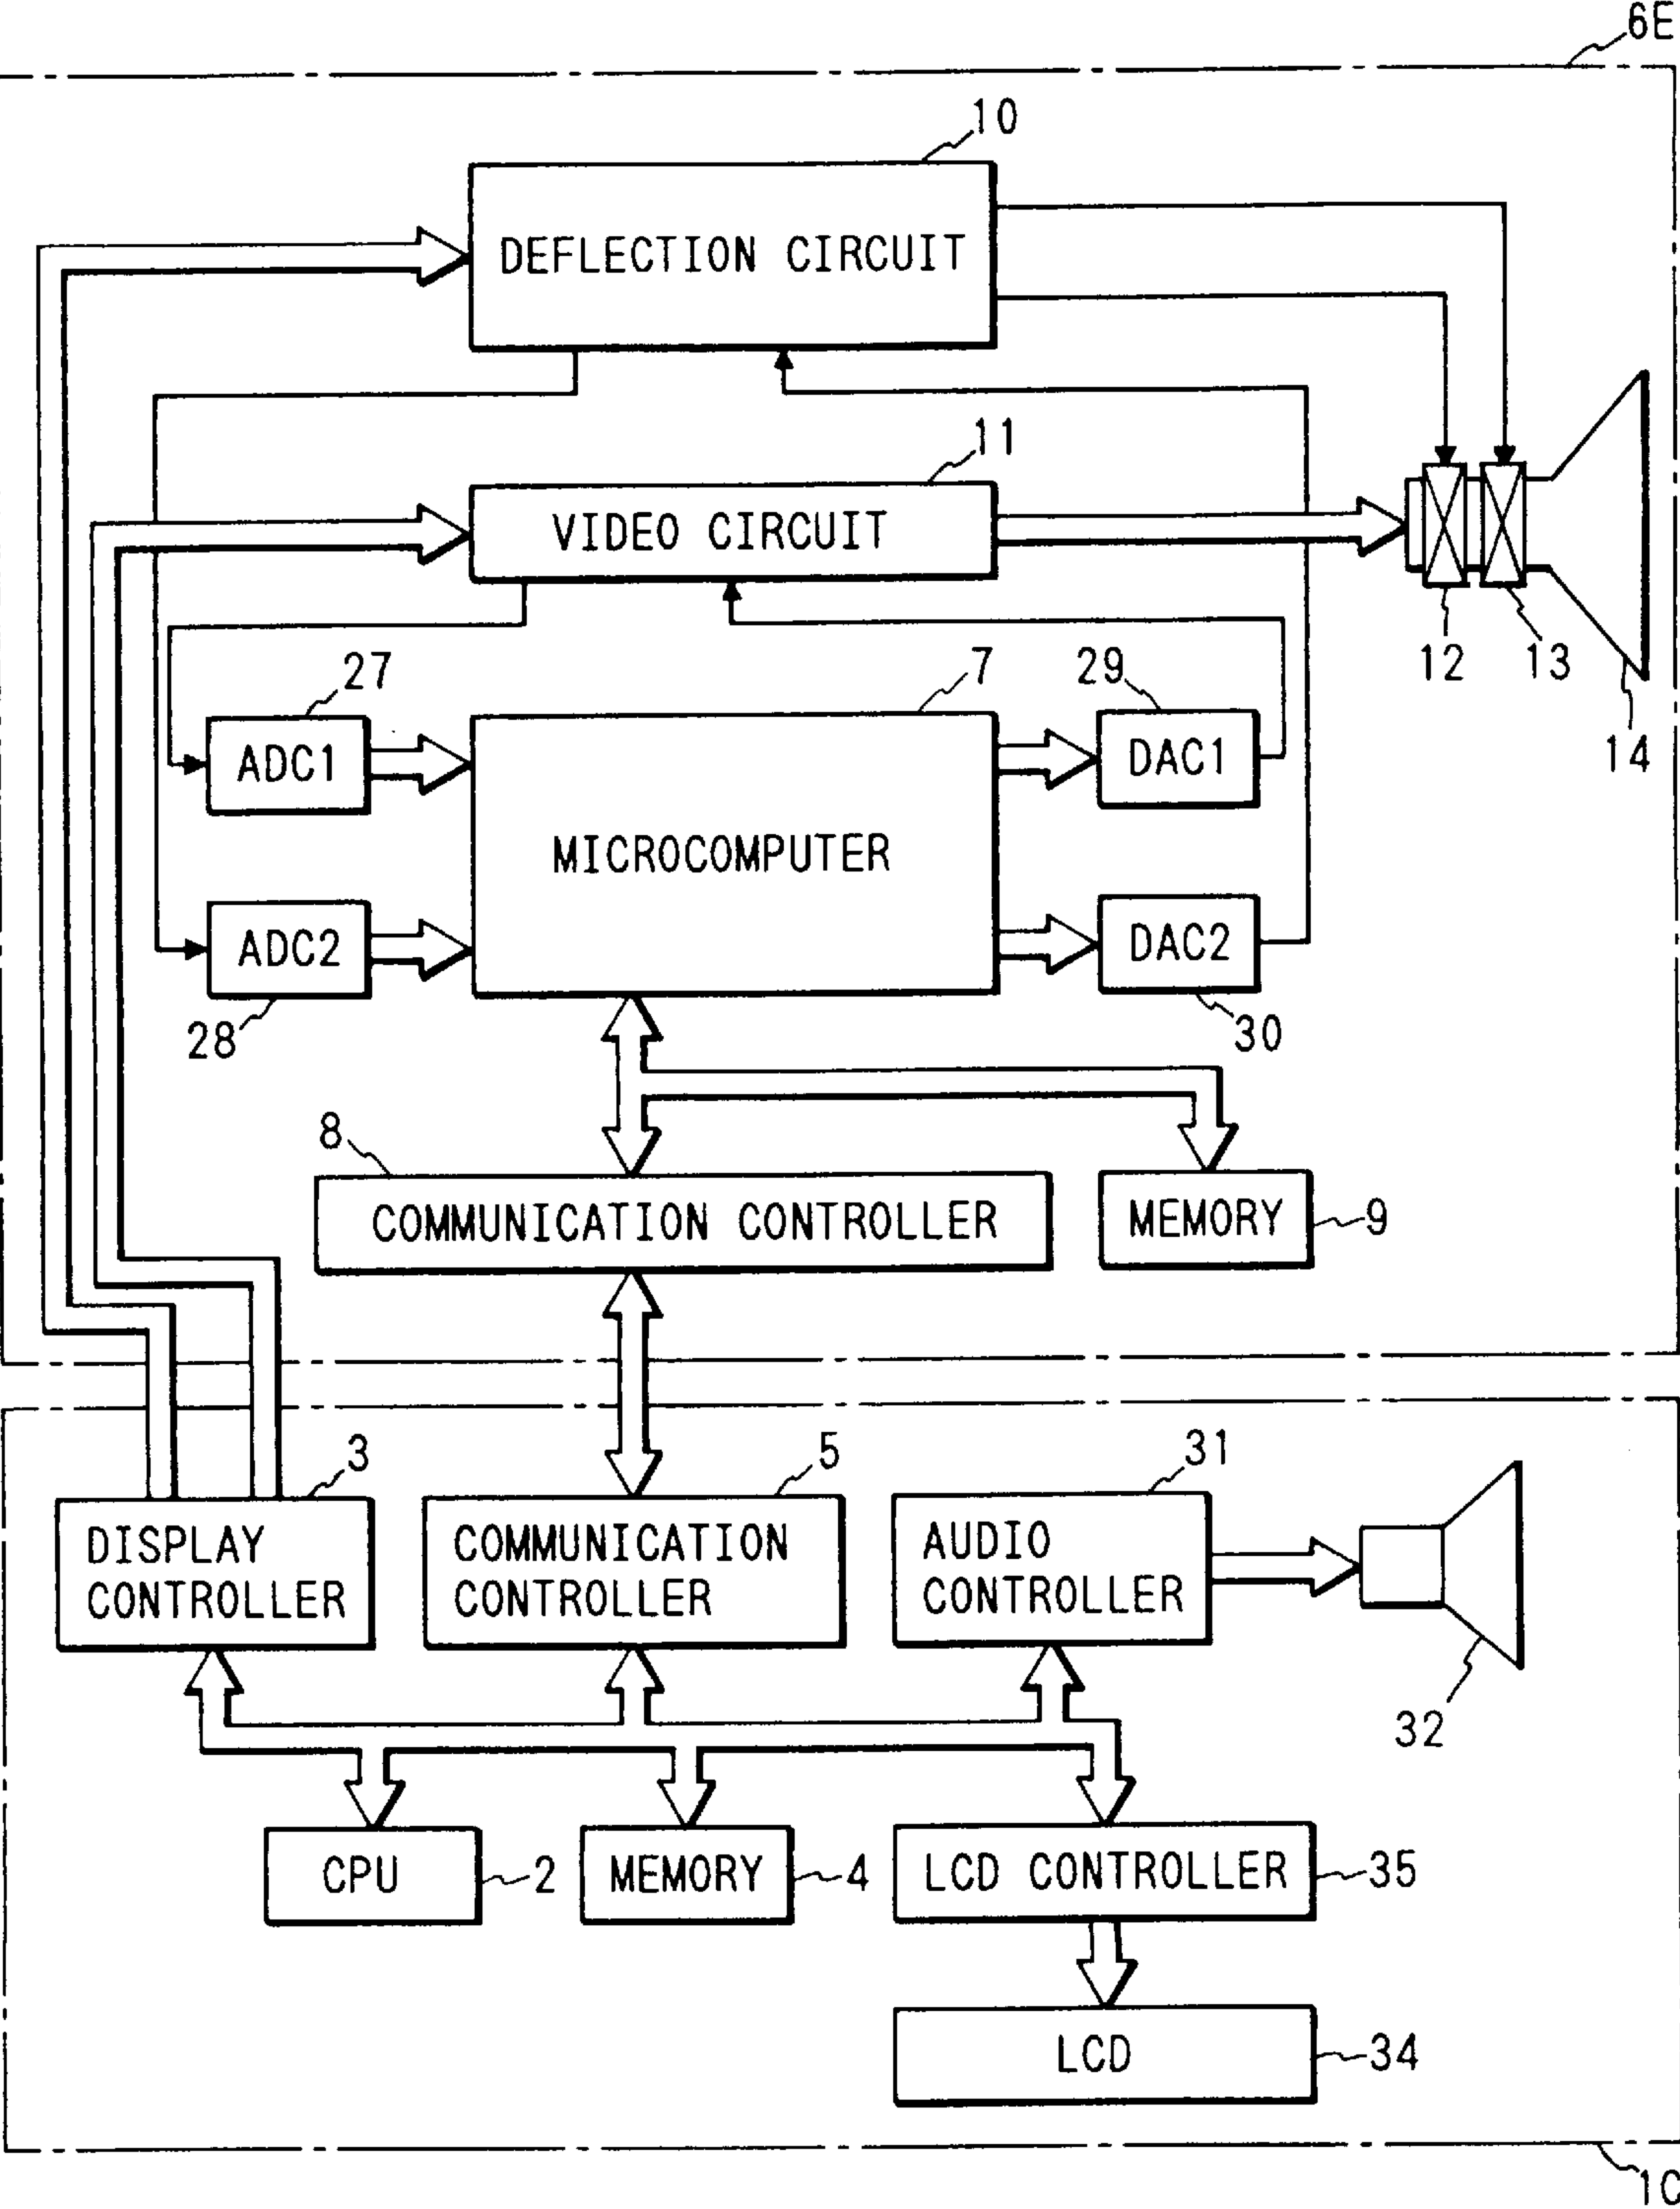 6E
10
DEFLECTION CIRCUIT
11
VIDEO CIRCUIT
12
13
14
27
7
29
ADC1
DAC1
MICROCOMPUTER
ADC2
DAC2
28
30
8
COMMUNICATION CONTROLLER
MEMORY
9
3
5
31
DISPLAY
CONTROLLER
COMMUNICATION
CONTROLLER
AUDIO
CONTROLLER
32
CPU
2
MEMORY
4
LCD CONTROLLER
35
LCD
34
1C